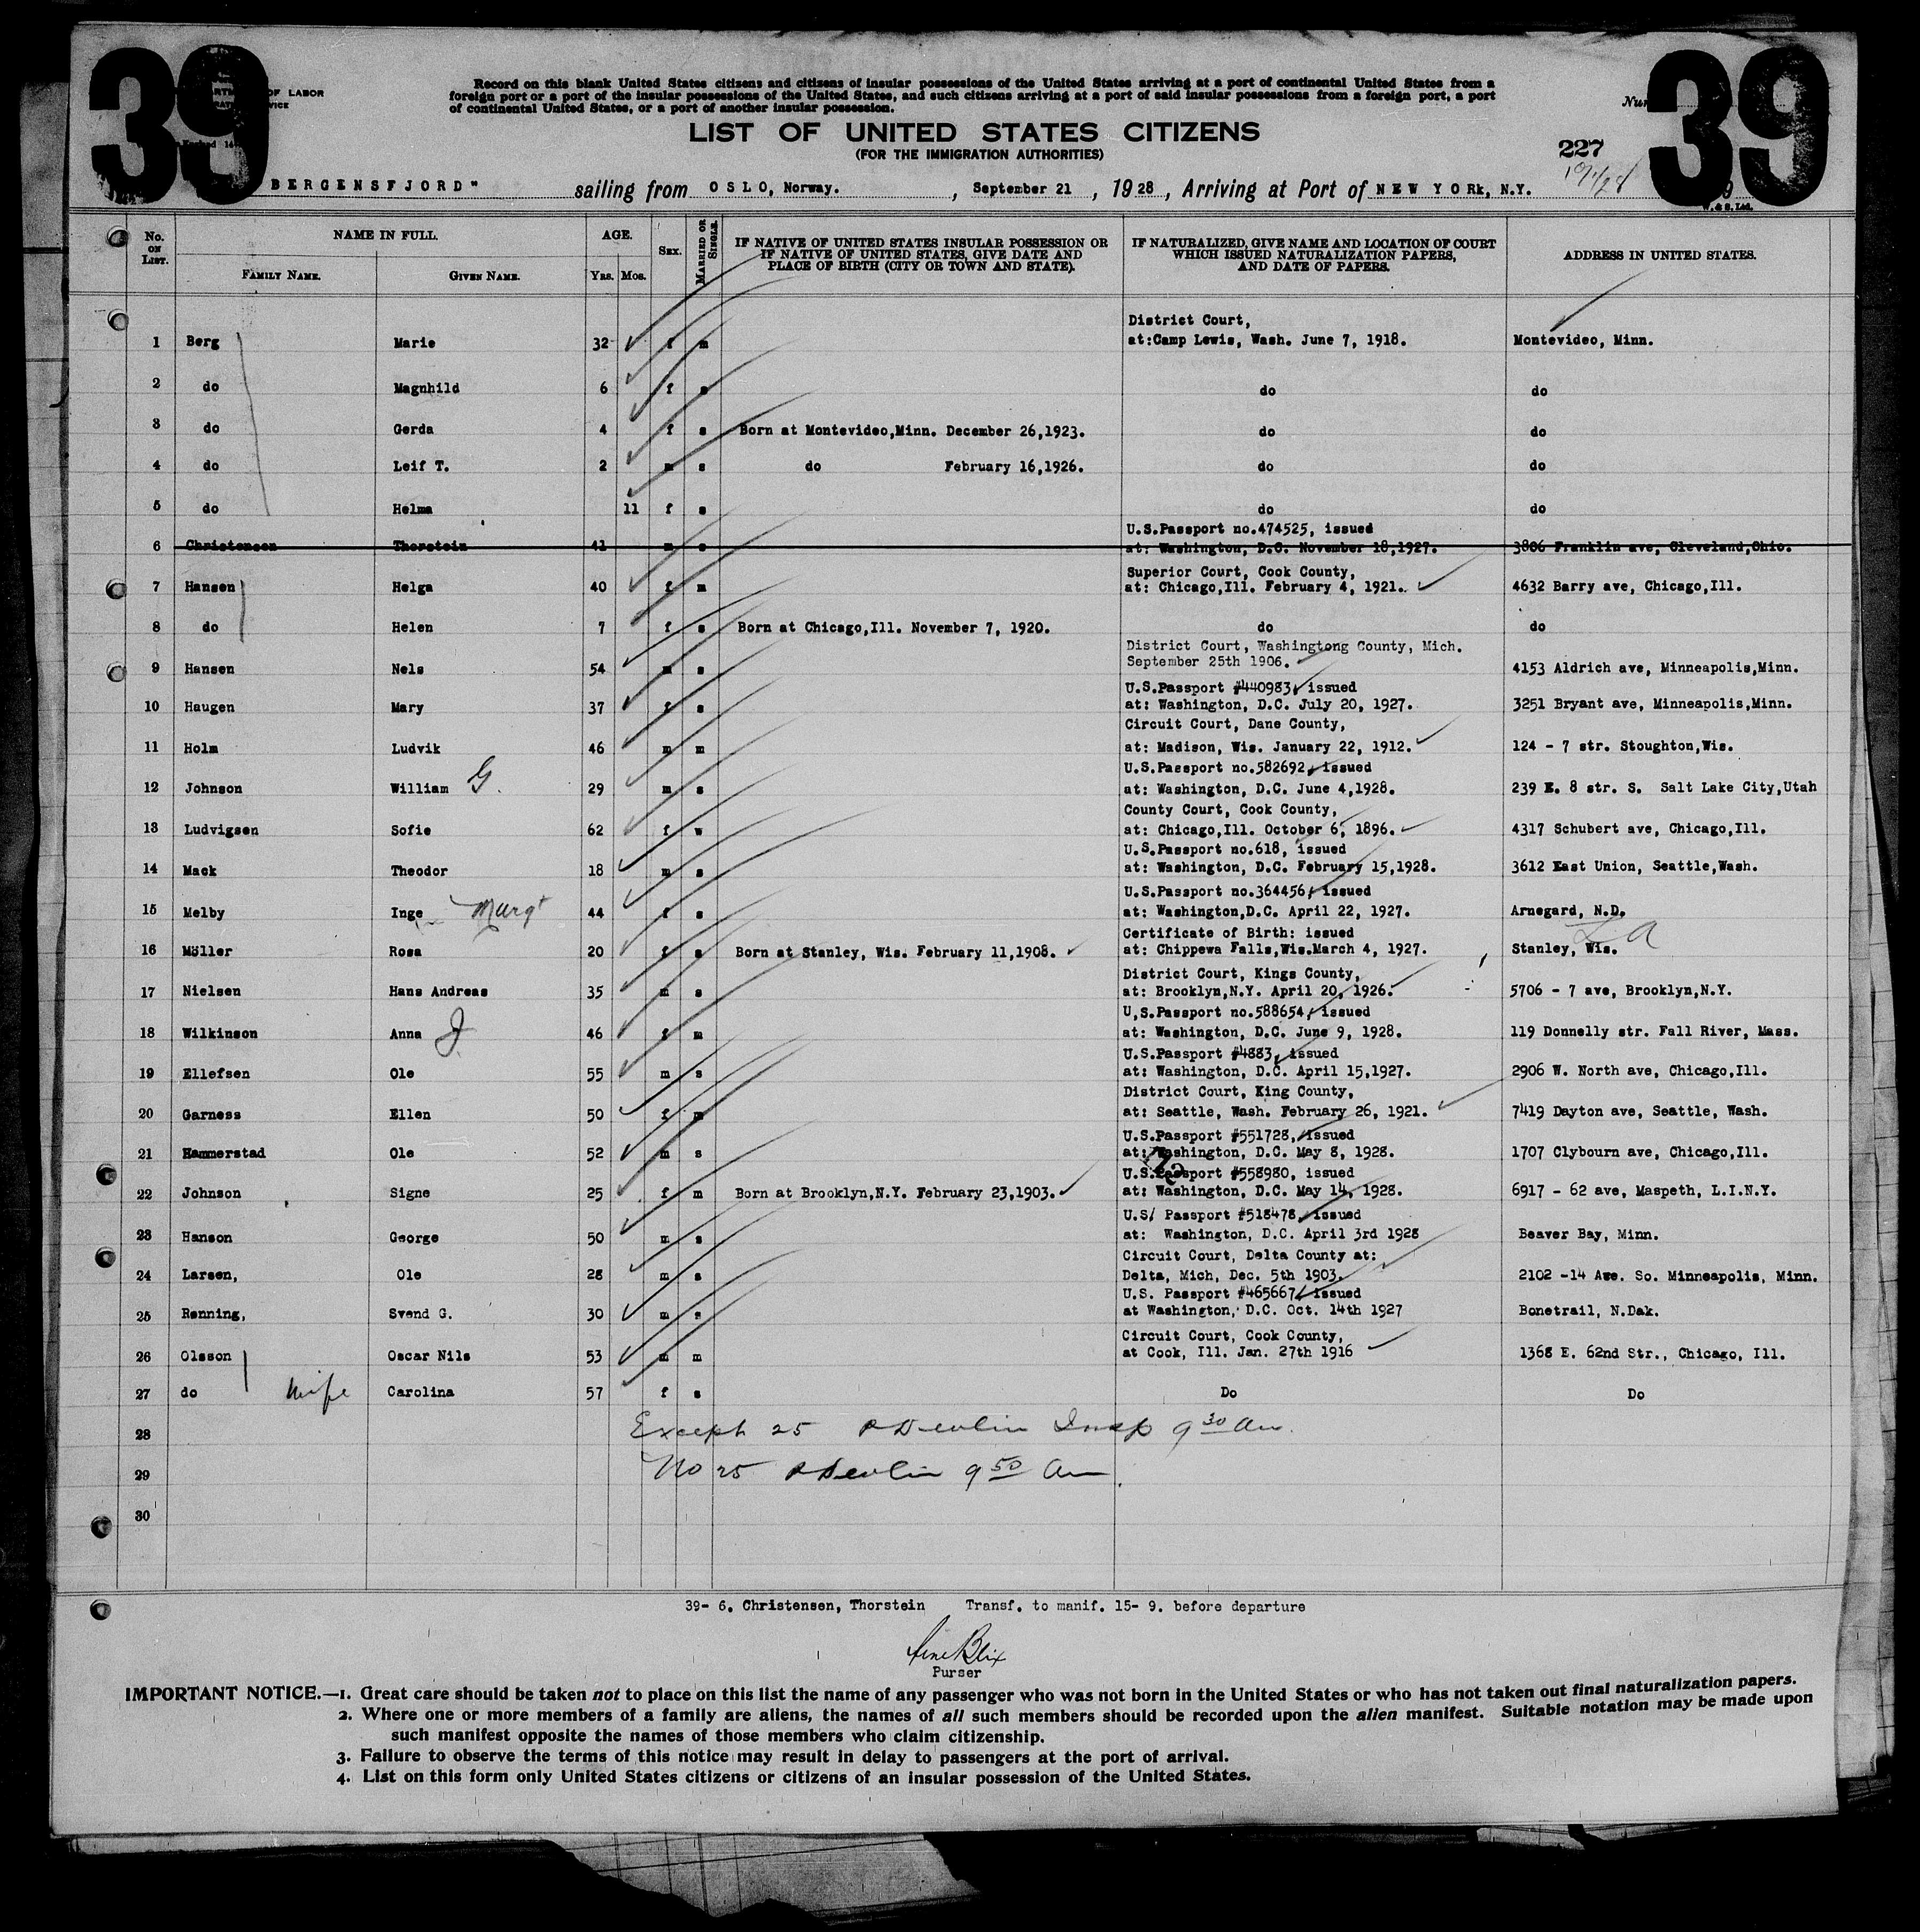 39
39
OF LABOR
Record on this blank United States citizens and citizens of insular possessions of the United States arriving at a port of continental United States from a
foreign port or a port of the insular possessions of the United States, and such citizens arriving at a port of said insular possessions from a foreign port, a port
of continental United States, or a port of another insular possession.
LIST OF UNITED STATES CITIZENS
(FOR THE IMMIGRATION AUTHORITIES)
227
BERGENSFJORD" sailing from OSLO, Norway. , September 21 , 1928 , Arriving at Port of NEW YORk, N.Y.
W. & S. Ltd.
No. ON LIST. NAME IN FULL. AGE. SEX. MARRIED OR SINGLE. IF NATIVE OF UNITED STATES INSULAR POSSESSION OR IF NATIVE OF UNITED STATES, GIVE DATE AND PLACE OF BIRTH (CITY OR TOWN AND STATE). IF NATURALIZED, GIVE NAME AND LOCATION OF COURT WHICH ISSUED NATURALIZATION PAPERS, AND DATE OF PAPERS. ADDRESS IN UNITED STATES.
FAMILY NAME. GIVEN NAME. YRS. MOS.
District Court,
1 Berg Marie 32 f m at:Camp Lewis, Wash. June 7, 1918. Montevideo, Minn.
2 do Magnhild 6 f s do do
3 do Gerda 4 f s Born at Montevideo,Minn. December 26,1923. do do
4 do Leif T. 2 m s do February 16,1926. do do
5 do Helma 11 f s do do
U.S.Passport no.474525, issued
6 Christensen Thorstein 41 m s at: Washington, D.C. November 18,1927. 3806 Franklin ave, Cleveland,Ohio.
Superior Court, Cook County,
7 Hansen Helga 40 f m at: Chicago,Ill. February 4, 1921. 4632 Barry ave, Chicago,Ill.
8 do Helen 7 f s Born at Chicago,Ill. November 7, 1920. do do
District Court, Washingtong County, Mich.
9 Hansen Nels 54 m s September 25th 1906. 4153 Aldrich ave, Minneapolis,Minn.
U.S.Passport #440983, issued
10 Haugen Mary 37 f s at: Washington, D.C. July 20, 1927. 3251 Bryant ave, Minneapolis,Minn.
Circuit Court, Dane County,
11 Holm Ludvik 46 m m at: Madison, Wis. January 22, 1912. 124 - 7 str. Stoughton,Wis.
U.S.Passport no.582692, issued
12 Johnson William G. 29 m s at: Washington, D.C. June 4,1928. 239 E. 8 str. S. Salt Lake City,Utah
County Court, Cook County,
13 Ludvigsen Sofie 62 f w at: Chicago,Ill. October 6, 1896. 4317 Schubert ave, Chicago,Ill.
U.S.Passport no.618, issued
14 Mack Theodor 18 m s at: Washington, D.C. February 15,1928. 3612 East Union, Seattle,Wash.
U.S.Passport no.364456, issued
15 Melby Inge Margt 44 f s at: Washington,D.C. April 22, 1927. Arnegard, N.D.
Certificate of Birth: issued
16 Möller Rosa 20 f s Born at Stanley, Wis. February 11,1908. at: Chippewa Falls,Wis.March 4, 1927. Stanley, Wis.
District Court, Kings County,
17 Nielsen Hans Andreas 35 m s at: Brooklyn,N.Y. April 20, 1926. 5706 - 7 ave, Brooklyn,N.Y.
U,S.Passport no.588654, issued
18 Wilkinson Anna J 46 f m at: Washington, D.C. June 9, 1928. 119 Donnelly str. Fall River, Mass.
U.S.Passport #4883, issued
19 Ellefsen Ole 55 m s at: Washington, D.C. April 15,1927. 2906 W. North ave, Chicago,Ill.
District Court, King County,
20 Garness Ellen 50 f m at: Seattle, Wash. February 26, 1921. 7419 Dayton ave, Seattle, Wash.
U.S.Passport #551728, issued
21 Hammerstad Ole 52 m s at: Washington, D.C. May 8, 1928. 1707 Clybourn ave, Chicago,Ill.
U.S.Passport #558980, issued
22 Johnson Signe 25 f m Born at Brooklyn,N.Y. February 23,1903. at: Washington, D.C. May 14, 1928. 6917 - 62 ave, Maspeth, L.I.N.Y.
U.S/ Passport #518478, issued
23 Hanson George 50 m s at: Washington, D.C. April 3rd 1928 Beaver Bay, Minn.
Circuit Court, Delta County at:
24 Larsen, Ole 28 m s Delta, Mich, Dec. 5th 1903. 2102 -14 Ave. So. Minneapolis, Minn.
U.S. Passport #465667, issued
25 Rønning, Svend G. 30 m s at Washington, D.C. Oct. 14th 1927 Bonetrail, N.Dak.
Circuit Court, Cook County,
26 Olsson Oscar Nils 53 m m at Cook, Ill. Jan. 27th 1916 1368 E. 62nd Str., Chicago, Ill.
27 do wife Carolina 57 f s Do Do
28 Except 25 Devlin Insp 9 30 am.
29 No 25 Devlin 9 50 am.
30
39- 6. Christensen, Thorstein Transf. to manif. 15- 9. before departure
Purser
IMPORTANT NOTICE.—1. Great care should be taken not to place on this list the name of any passenger who was not born in the United States or who has not taken out final naturalization papers.
2. Where one or more members of a family are aliens, the names of all such members should be recorded upon the alien manifest. Suitable notation may be made upon
such manifest opposite the names of those members who claim citizenship.
3. Failure to observe the terms of this notice may result in delay to passengers at the port of arrival.
4. List on this form only United States citizens or citizens of an insular possession of the United States.